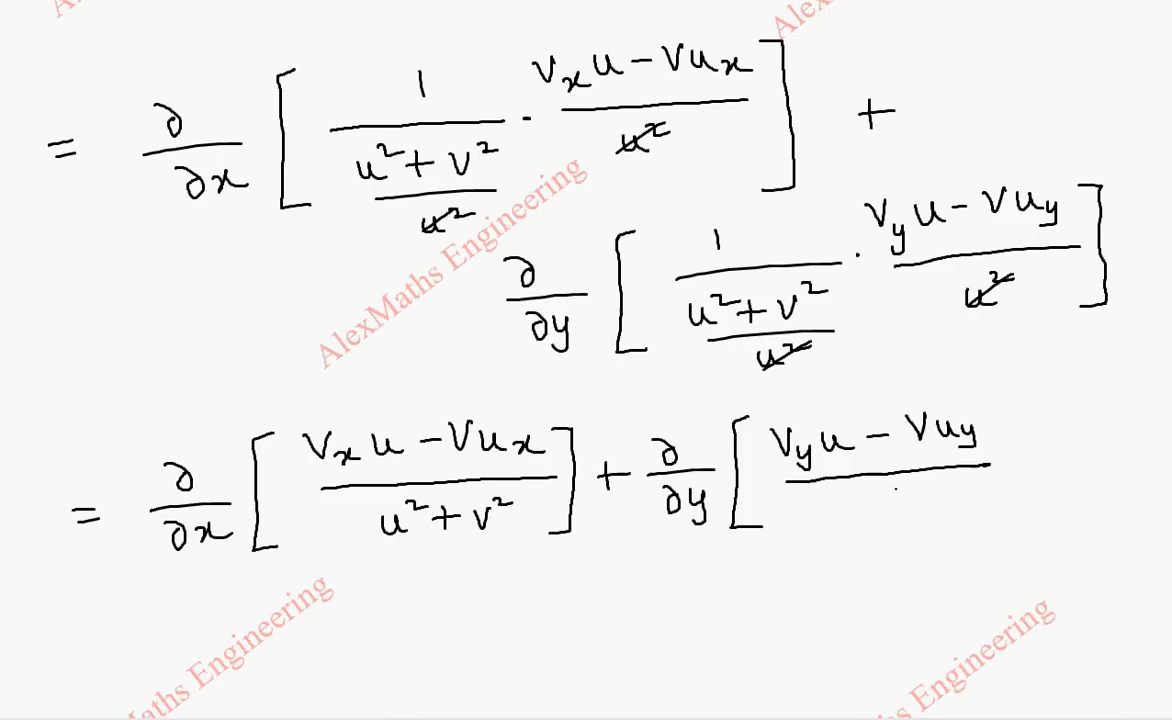 = ∂/∂x [ 1/((u² + v²)/u²) · (Vₓu − Vuₓ)/u² ] +
∂/∂y [ 1/((u² + v²)/u²) · (V_y u − Vu_y)/u² ]
= ∂/∂x [ (Vₓu − Vuₓ)/(u² + v²) ] + ∂/∂y [ (V_y u − Vu_y)/
AlexMaths Engineering
Maths Engineering
Engineering